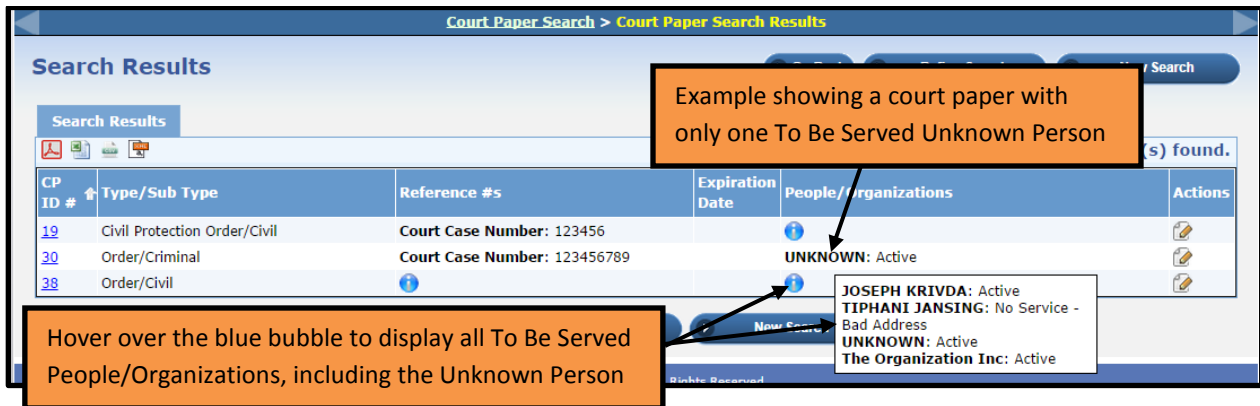 Court Paper Search > Court Paper Search Results
Search Results
Search
Example showing a court paper with
only one To Be Served Unknown Person
Search Results
(s) found.
CP
ID #
Type/Sub Type
Reference #s
Expiration
Date
People/Organizations
Actions
19
Civil Protection Order/Civil
Court Case Number: 123456
30
Order/Criminal
Court Case Number: 123456789
UNKNOWN: Active
38
Order/Civil
JOSEPH KRIVDA: Active
TIPHANI JANSING: No Service -
Bad Address
UNKNOWN: Active
The Organization Inc: Active
Hover over the blue bubble to display all To Be Served
People/Organizations, including the Unknown Person
New Search
Rights Reserved